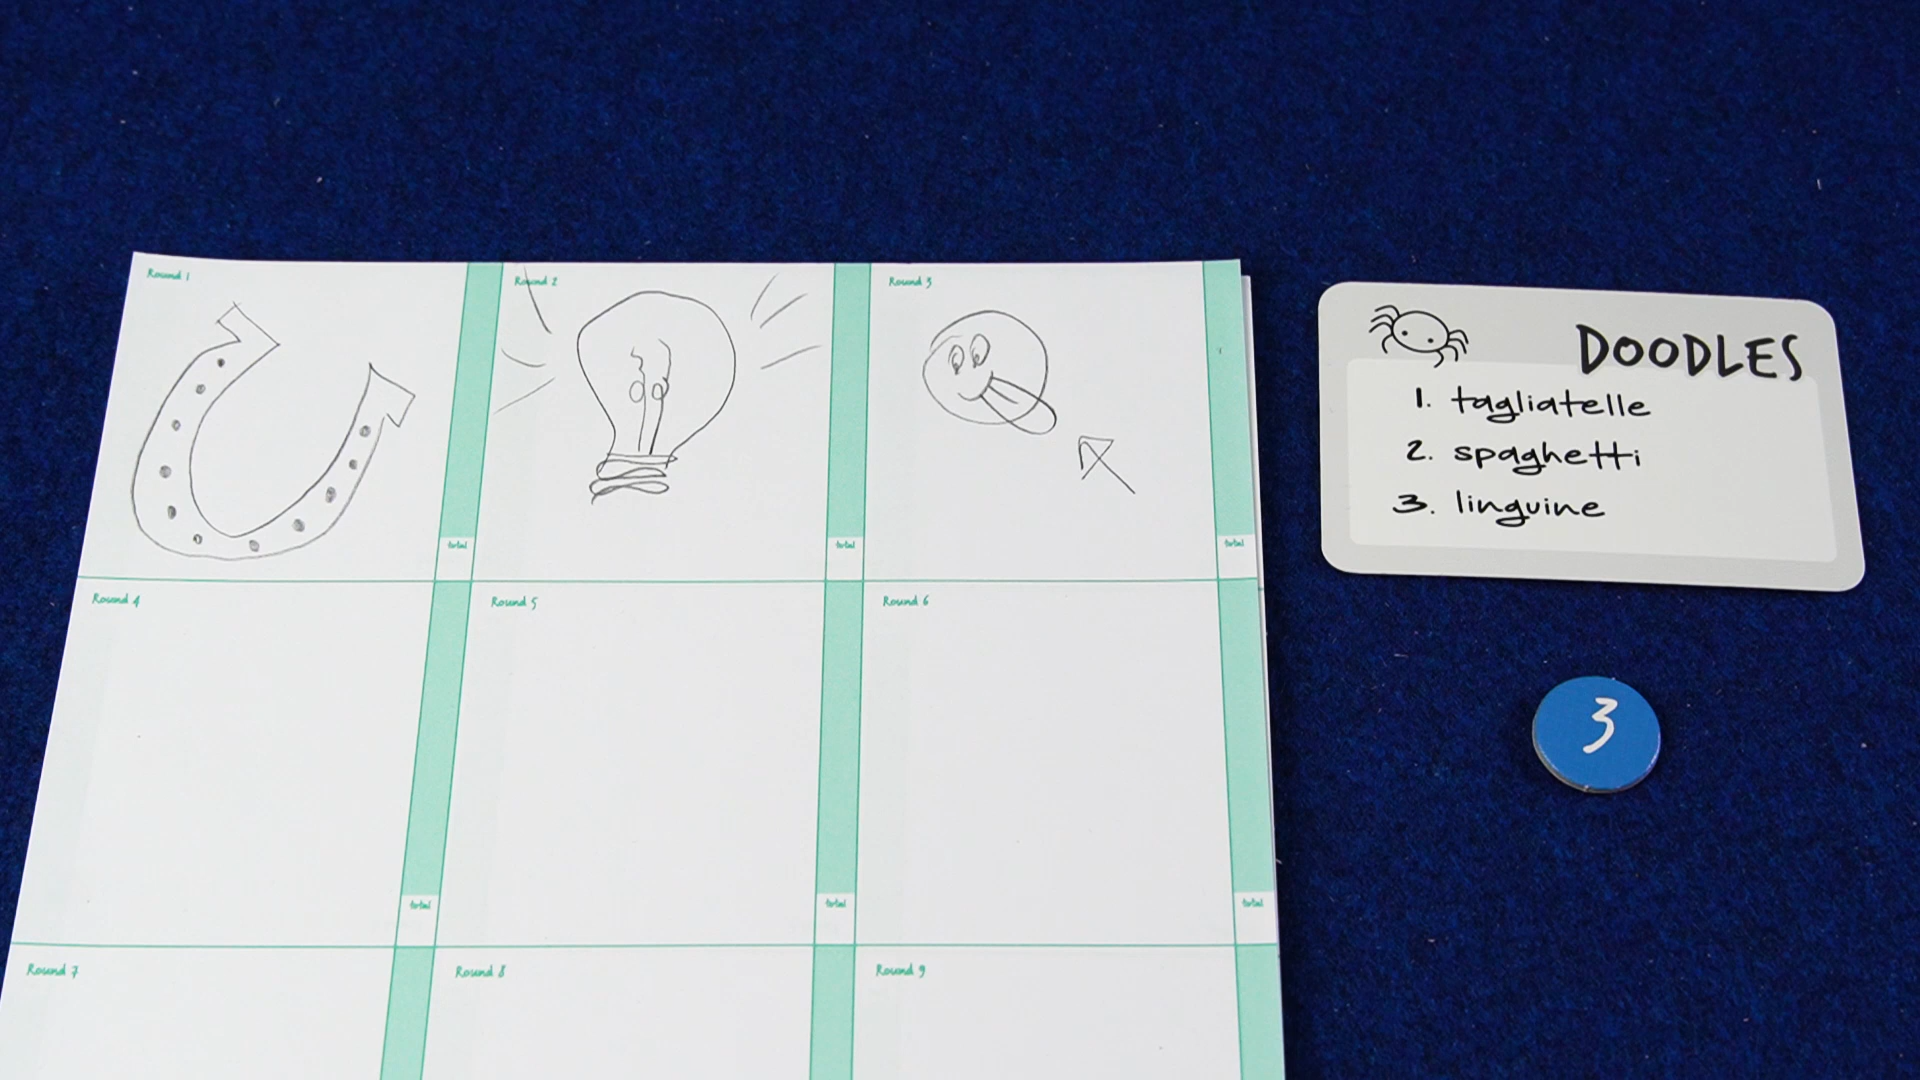 Round 1
Round 2
Round 3
total
total
total
Round 4
Round 5
Round 6
total
total
total
Round 7
Round 8
Round 9
DOODLES
1. tagliatelle
2. spaghetti
3. linguine
3